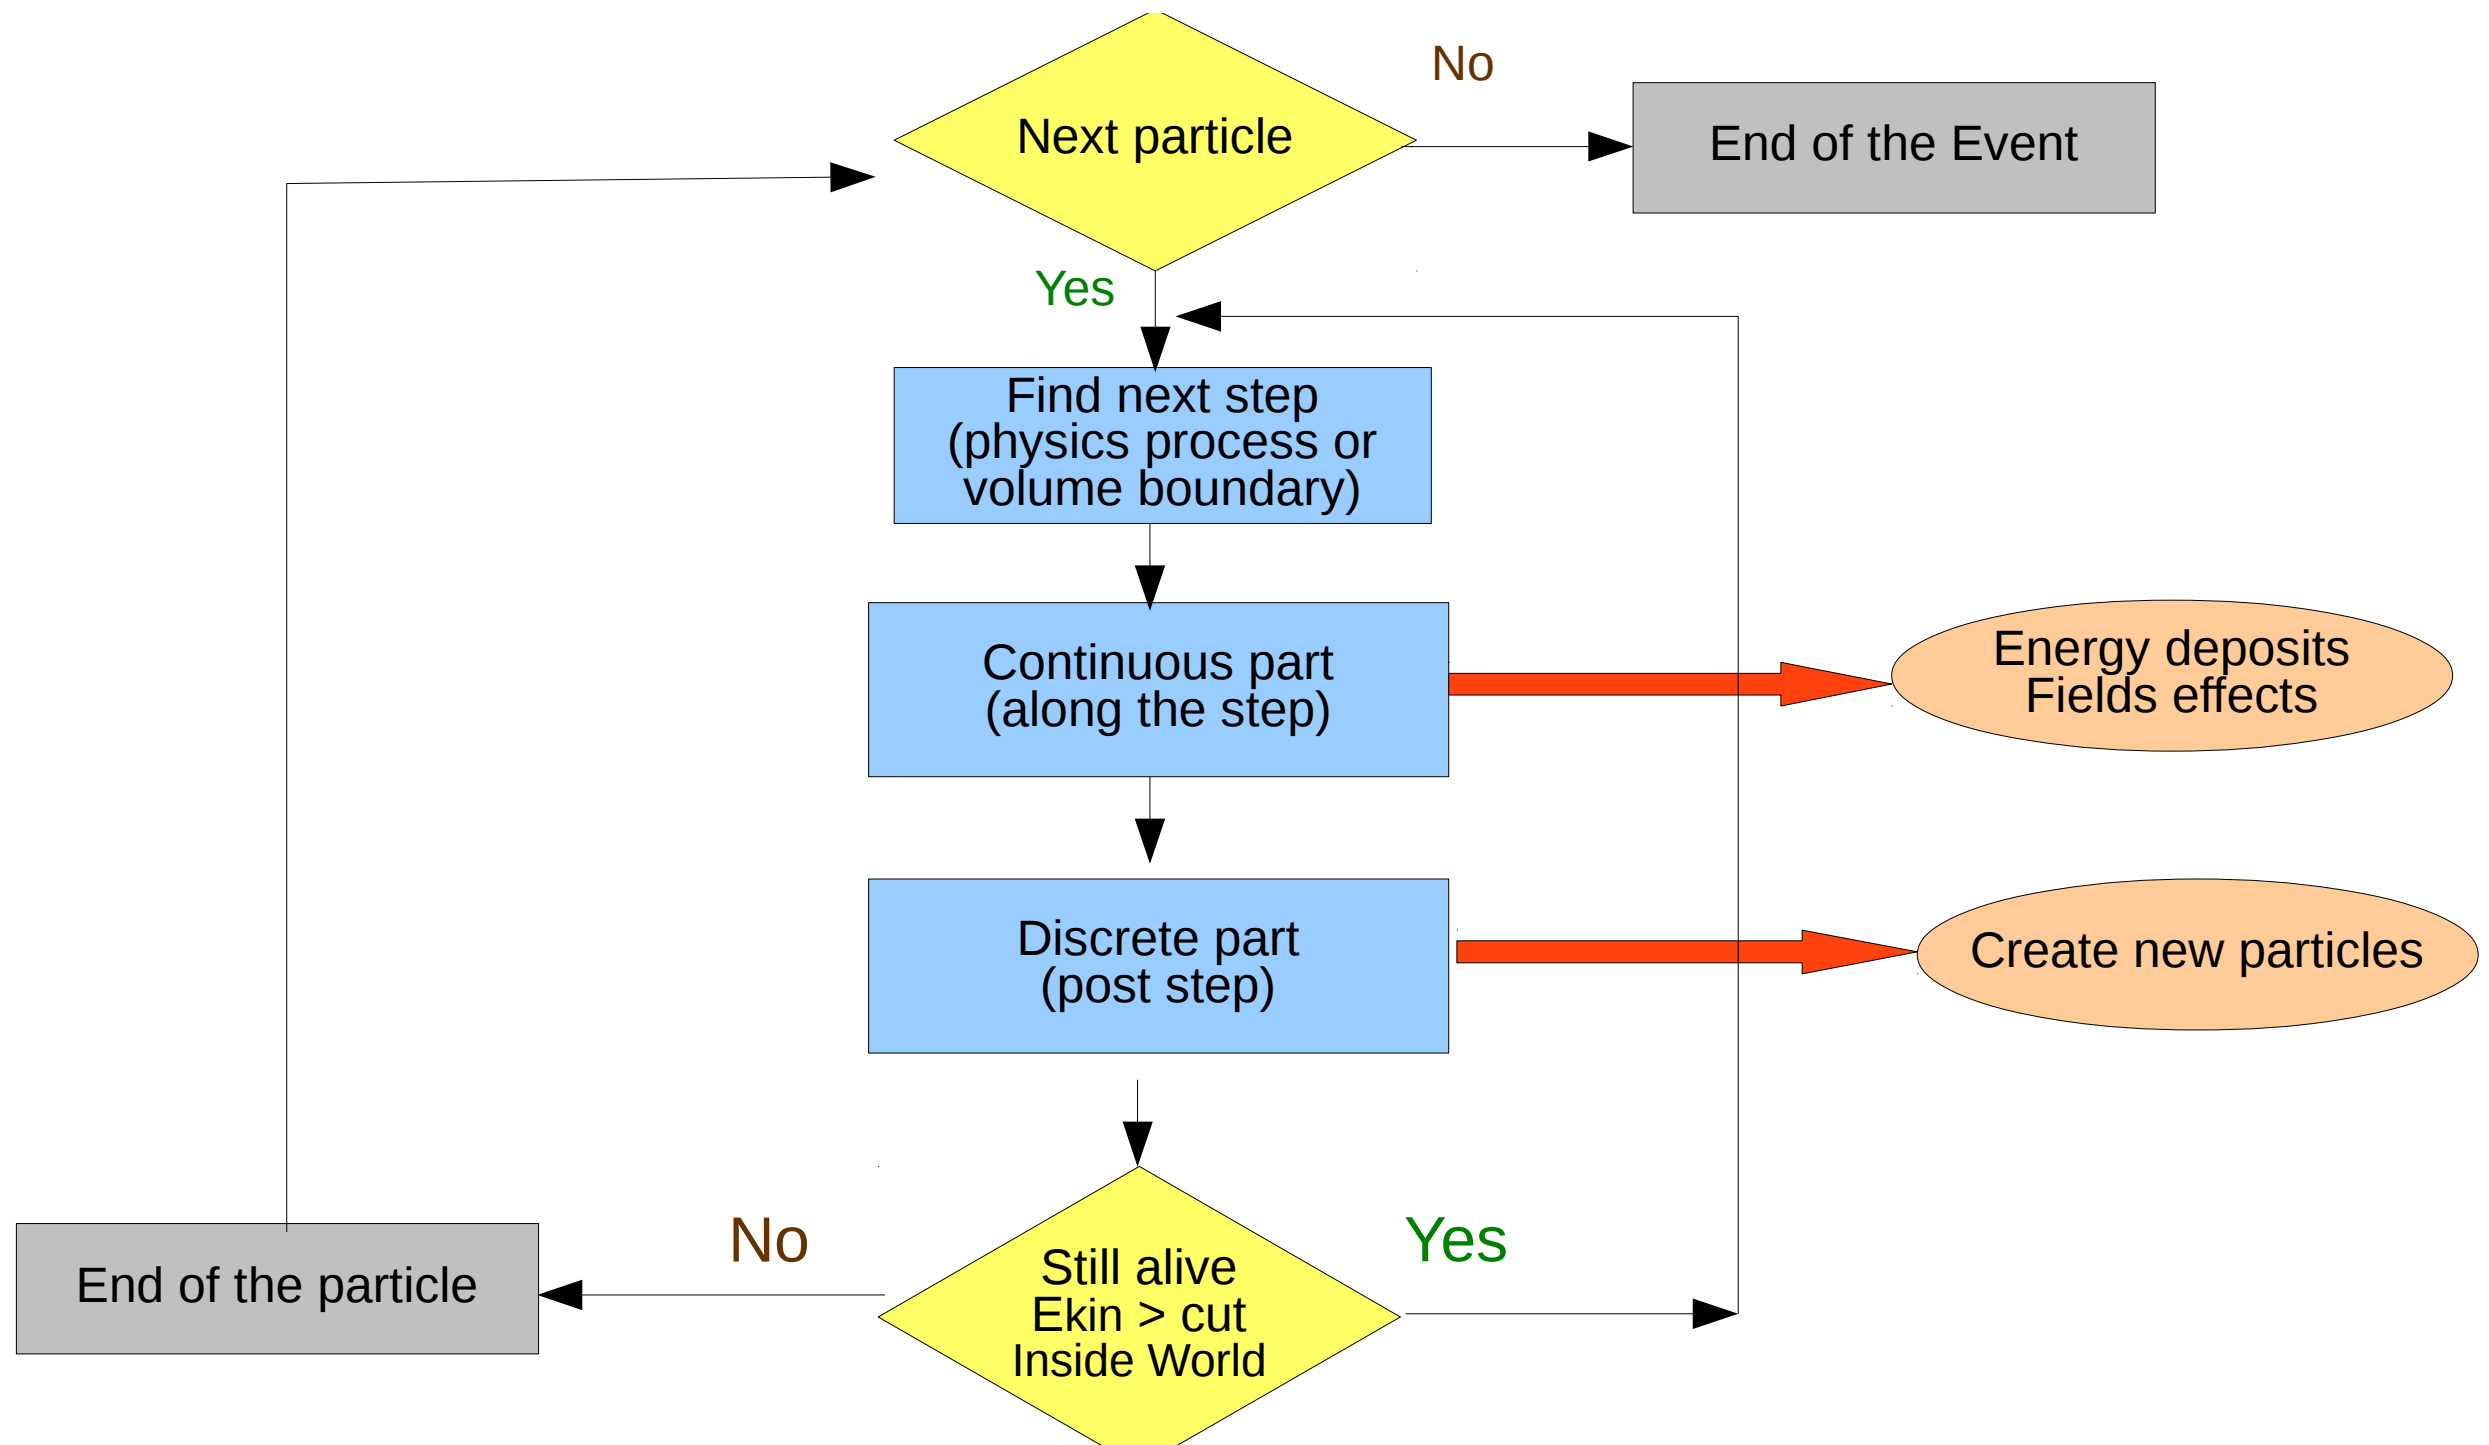 No
Next particle
End of the Event
Yes
Find next step
(physics process or
volume boundary)
Continuous part
(along the step)
Energy deposits
Fields effects
Discrete part
(post step)
Create new particles
No
Yes
Still alive
Ekin > cut
Inside World
End of the particle